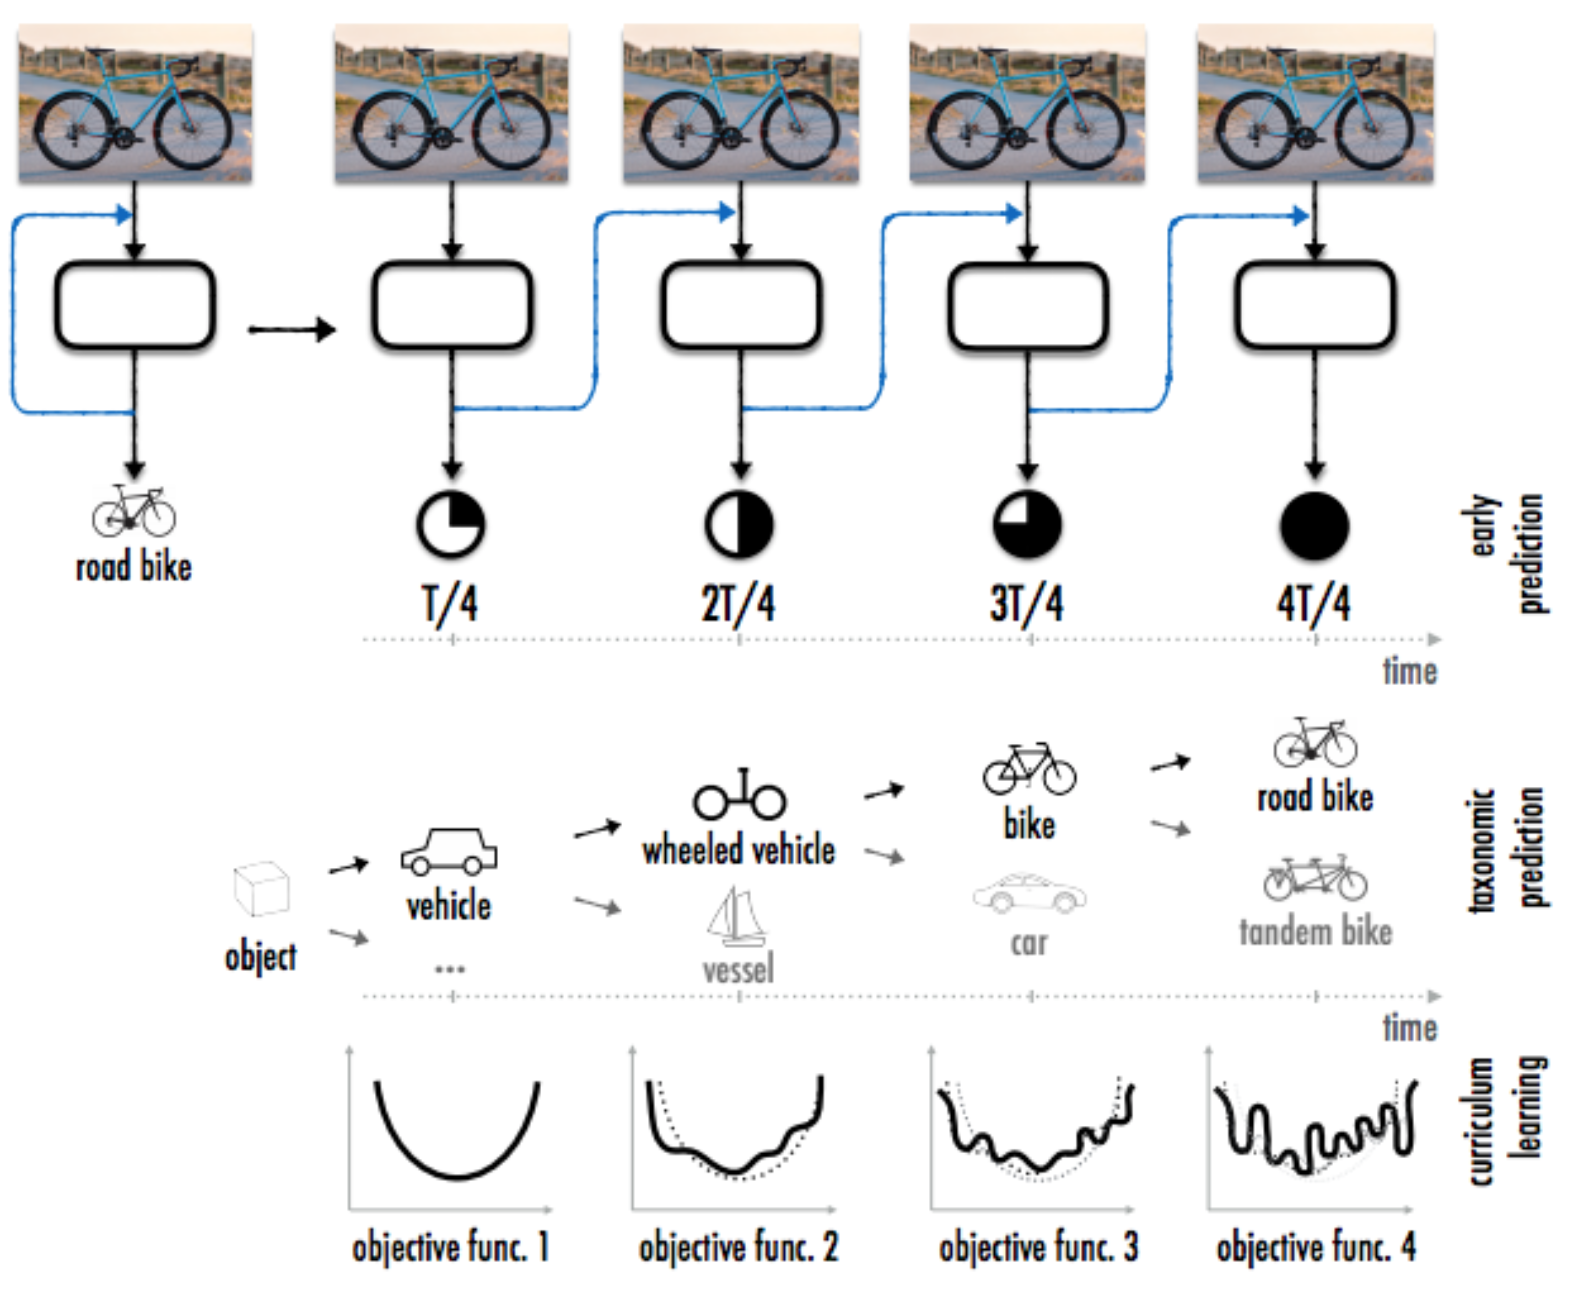 road bike
T/4
2T/4
3T/4
4T/4
early
prediction
time
object
vehicle
...
wheeled vehicle
vessel
bike
car
road bike
tandem bike
taxonomic
prediction
time
objective func. 1
objective func. 2
objective func. 3
objective func. 4
curriculum
learning